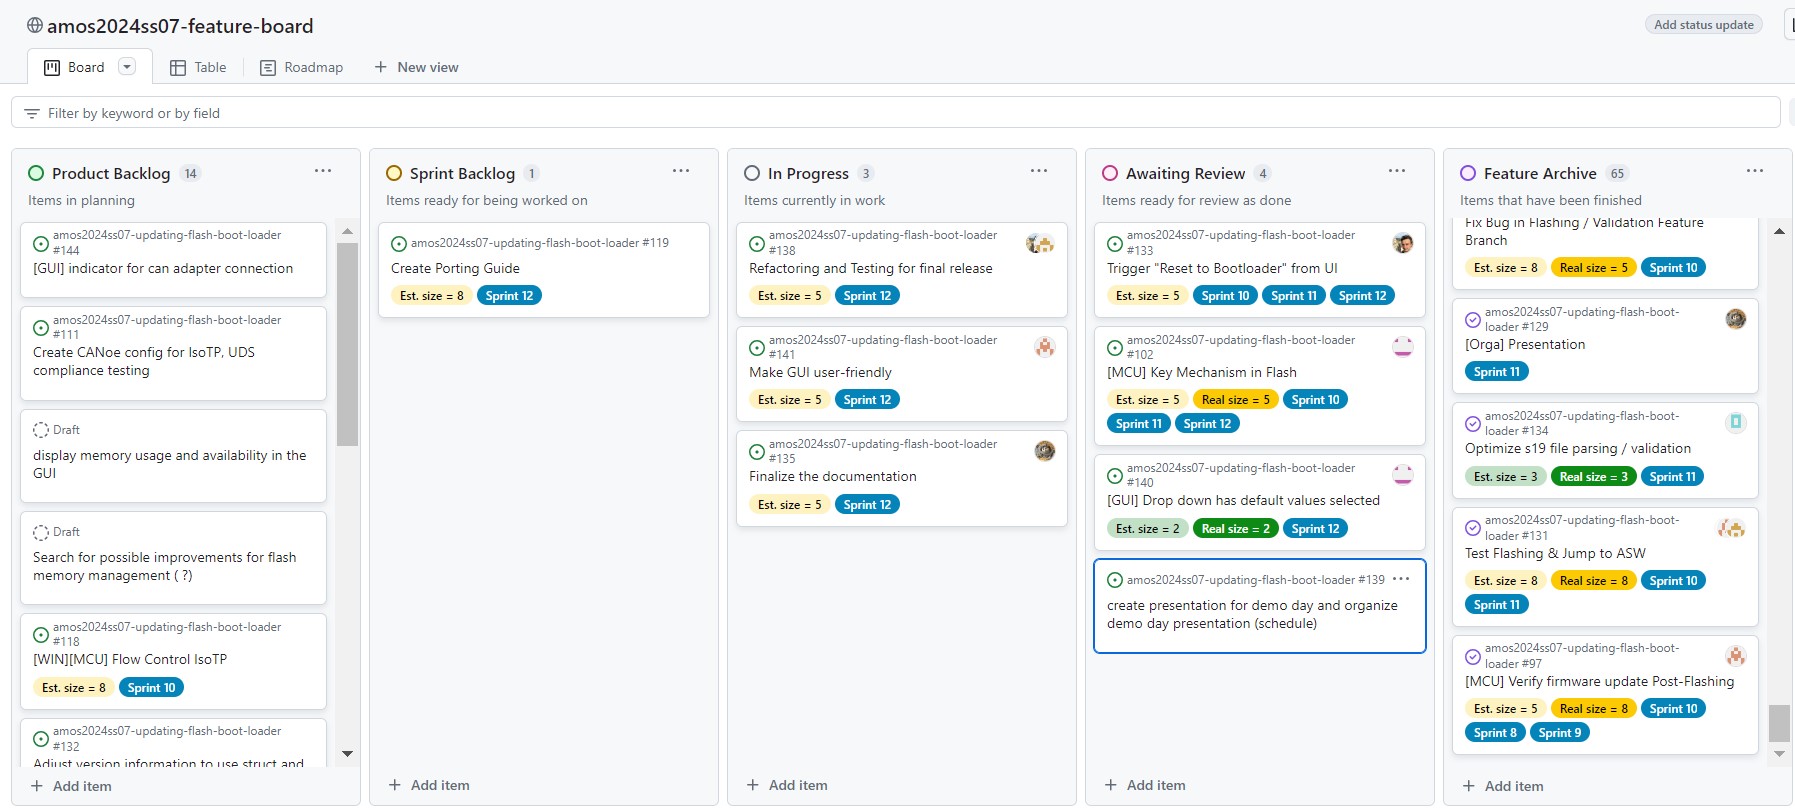 amos2024ss07-feature-board
Add status update
Board
Table
Roadmap
New view
Filter by keyword or by field
Product Backlog 14
Items in planning
amos2024ss07-updating-flash-boot-loader
#144
[GUI] indicator for can adapter connection
amos2024ss07-updating-flash-boot-loader
#111
Create CANoe config for IsoTP, UDS
compliance testing
Draft
display memory usage and availability in the
GUI
Draft
Search for possible improvements for flash
memory management ( ?)
amos2024ss07-updating-flash-boot-loader
#118
[WIN][MCU] Flow Control IsoTP
Est. size = 8 Sprint 10
amos2024ss07-updating-flash-boot-loader
#132
Adjust version information to use struct and
Add item
Sprint Backlog 1
Items ready for being worked on
amos2024ss07-updating-flash-boot-loader #119
Create Porting Guide
Est. size = 8 Sprint 12
Add item
In Progress 3
Items currently in work
amos2024ss07-updating-flash-boot-loader
#138
Refactoring and Testing for final release
Est. size = 5 Sprint 12
amos2024ss07-updating-flash-boot-loader
#141
Make GUI user-friendly
Est. size = 5 Sprint 12
amos2024ss07-updating-flash-boot-loader
#135
Finalize the documentation
Est. size = 5 Sprint 12
Add item
Awaiting Review 4
Items ready for review as done
amos2024ss07-updating-flash-boot-loader
#133
Trigger "Reset to Bootloader" from UI
Est. size = 5 Sprint 10 Sprint 11 Sprint 12
amos2024ss07-updating-flash-boot-loader
#102
[MCU] Key Mechanism in Flash
Est. size = 5 Real size = 5 Sprint 10
Sprint 11 Sprint 12
amos2024ss07-updating-flash-boot-loader
#140
[GUI] Drop down has default values selected
Est. size = 2 Real size = 2 Sprint 12
amos2024ss07-updating-flash-boot-loader #139
create presentation for demo day and organize
demo day presentation (schedule)
Add item
Feature Archive 65
Items that have been finished
Fix Bug in Flashing / Validation Feature
Branch
Est. size = 8 Real size = 5 Sprint 10
amos2024ss07-updating-flash-boot-
loader #129
[Orga] Presentation
Sprint 11
amos2024ss07-updating-flash-boot-
loader #134
Optimize s19 file parsing / validation
Est. size = 3 Real size = 3 Sprint 11
amos2024ss07-updating-flash-boot-
loader #131
Test Flashing & Jump to ASW
Est. size = 8 Real size = 8 Sprint 10
Sprint 11
amos2024ss07-updating-flash-boot-
loader #97
[MCU] Verify firmware update Post-Flashing
Est. size = 5 Real size = 8 Sprint 10
Sprint 8 Sprint 9
Add item